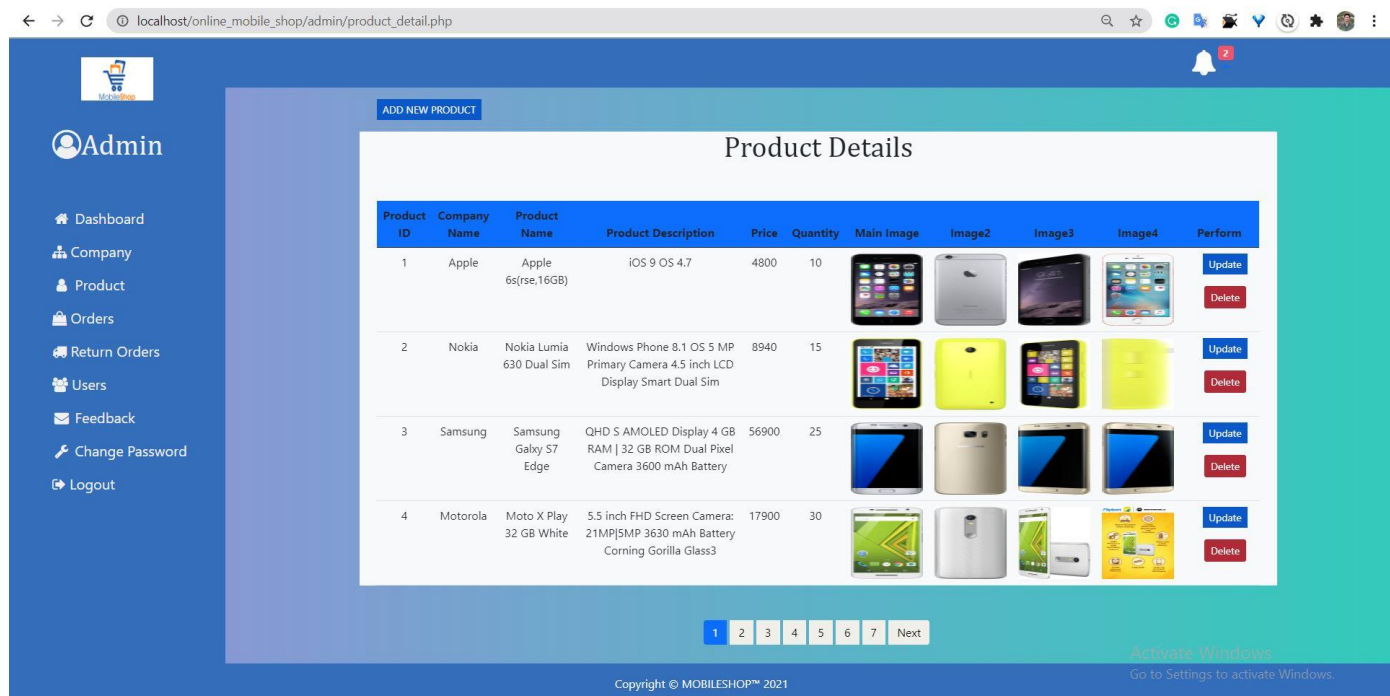 localhost/online_mobile_shop/admin/product_detail.php
MobileShop
2
Admin
Dashboard
Company
Product
Orders
Return Orders
Users
Feedback
Change Password
Logout
ADD NEW PRODUCT
Product Details
Product ID Company Name Product Name Product Description Price Quantity Main Image Image2 Image3 Image4 Perform
1 Apple Apple iOS 9 OS 4.7 4800 10 Update
6s(rse,16GB)
Delete
2 Nokia Nokia Lumia Windows Phone 8.1 OS 5 MP 8940 15 Update
630 Dual Sim Primary Camera 4.5 inch LCD
Display Smart Dual Sim Delete
3 Samsung Samsung QHD S AMOLED Display 4 GB 56900 25 Update
Galxy S7 RAM | 32 GB ROM Dual Pixel
Edge Camera 3600 mAh Battery Delete
4 Motorola Moto X Play 5.5 inch FHD Screen Camera: 17900 30 Update
32 GB White 21MP|5MP 3630 mAh Battery
Corning Gorilla Glass3 Delete
1 2 3 4 5 6 7 Next
Activate Windows
Go to Settings to activate Windows.
Copyright © MOBILESHOP™ 2021